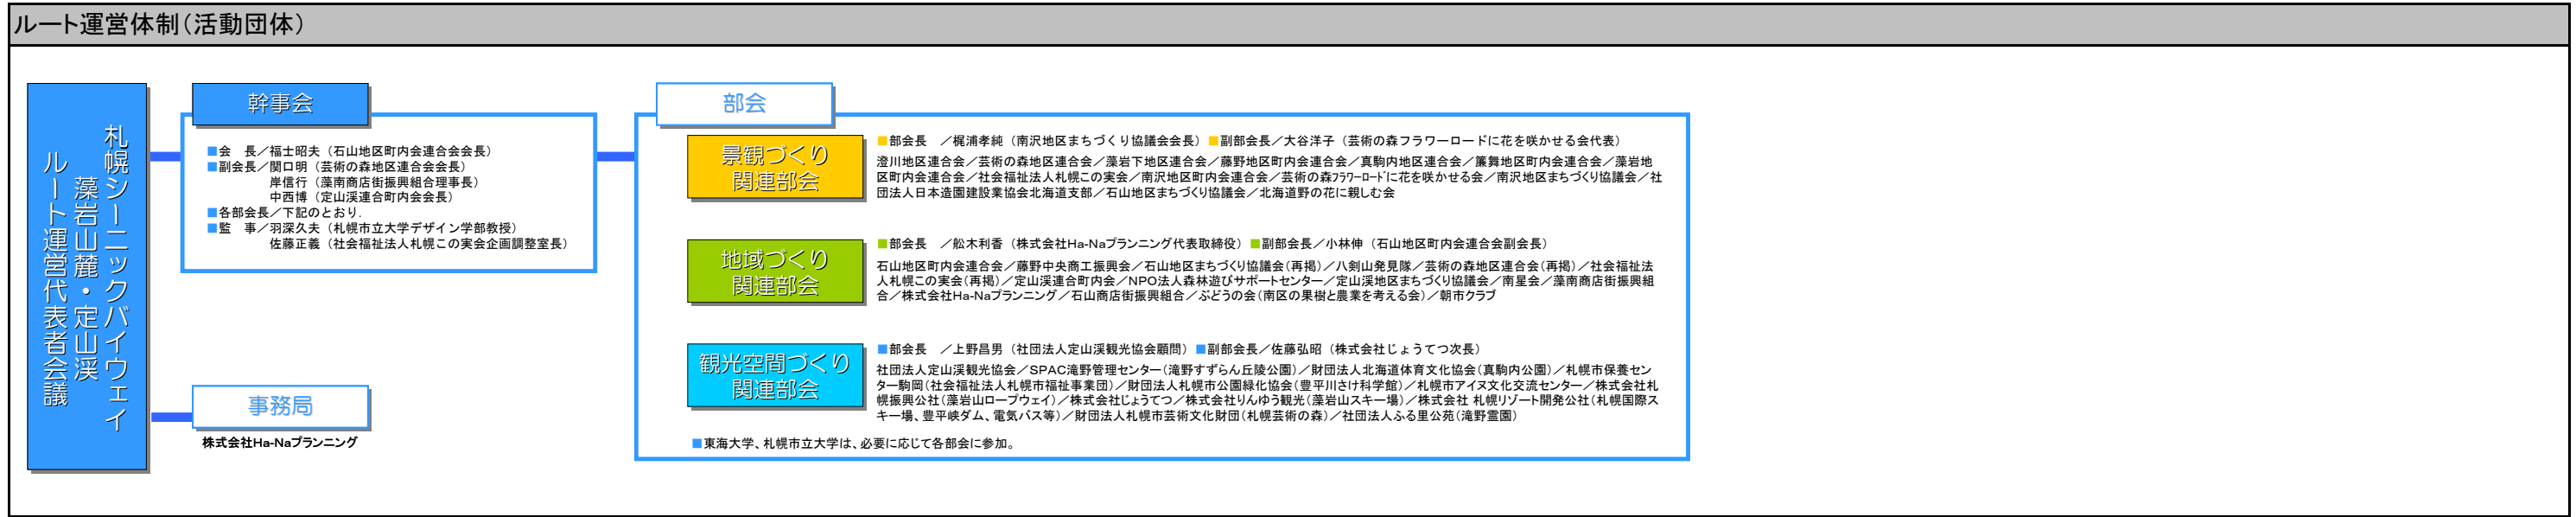 ルート運営体制(活動団体)
札幌シーニックバイウェイ
藻岩山麓・定山渓
ルート運営代表者会議
幹事会
■会　長／福士昭夫（石山地区町内会連合会会長）
■副会長／関口明（芸術の森地区連合会会長）
岸信行（藻南商店街振興組合理事長）
中西博（定山渓連合町内会会長）
■各部会長／下記のとおり.
■監　事／羽深久夫（札幌市立大学デザイン学部教授）
佐藤正義（社会福祉法人札幌この実会企画調整室長）
事務局
株式会社Ha-Naプランニング
部会
景観づくり
関連部会
■部会長　／梶浦孝純（南沢地区まちづくり協議会会長）■副部会長／大谷洋子（芸術の森フラワーロードに花を咲かせる会代表）
澄川地区連合会／芸術の森地区連合会／藻岩下地区連合会／藤野地区町内会連合会／真駒内地区連合会／簾舞地区町内会連合会／藻岩地
区町内会連合会／社会福祉法人札幌この実会／南沢地区町内会連合会／芸術の森ﾌﾗﾜｰﾛｰﾄﾞに花を咲かせる会／南沢地区まちづくり協議会／社
団法人日本造園建設業協会北海道支部／石山地区まちづくり協議会／北海道野の花に親しむ会
地域づくり
関連部会
■部会長　／舩木利香（株式会社Ha-Naプランニング代表取締役）■副部会長／小林伸（石山地区町内会連合会副会長）
石山地区町内会連合会／藤野中央商工振興会／石山地区まちづくり協議会(再掲)／八剣山発見隊／芸術の森地区連合会(再掲)／社会福祉法
人札幌この実会(再掲)／定山渓連合町内会／NPO法人森林遊びサポートセンター／定山渓地区まちづくり協議会／南星会／藻南商店街振興組
合／株式会社Ha-Naプランニング／石山商店街振興組合／ぶどうの会(南区の果樹と農業を考える会)／朝市クラブ
観光空間づくり
関連部会
■部会長　／上野昌男（社団法人定山渓観光協会顧問）■副部会長／佐藤弘昭（株式会社じょうてつ次長）
社団法人定山渓観光協会／SPAC滝野管理センター(滝野すずらん丘陵公園)／財団法人北海道体育文化協会(真駒内公園)／札幌市保養セン
ター駒岡(社会福祉法人札幌市福祉事業団)／財団法人札幌市公園緑化協会(豊平川さけ科学館)／札幌市アイヌ文化交流センター／株式会社札
幌振興公社(藻岩山ロープウェイ)／株式会社じょうてつ／株式会社りんゆう観光(藻岩山スキー場)／株式会社 札幌リゾート開発公社(札幌国際ス
キー場、豊平峡ダム、電気バス等)／財団法人札幌市芸術文化財団(札幌芸術の森)／社団法人ふる里公苑(滝野霊園)
■東海大学、札幌市立大学は、必要に応じて各部会に参加。